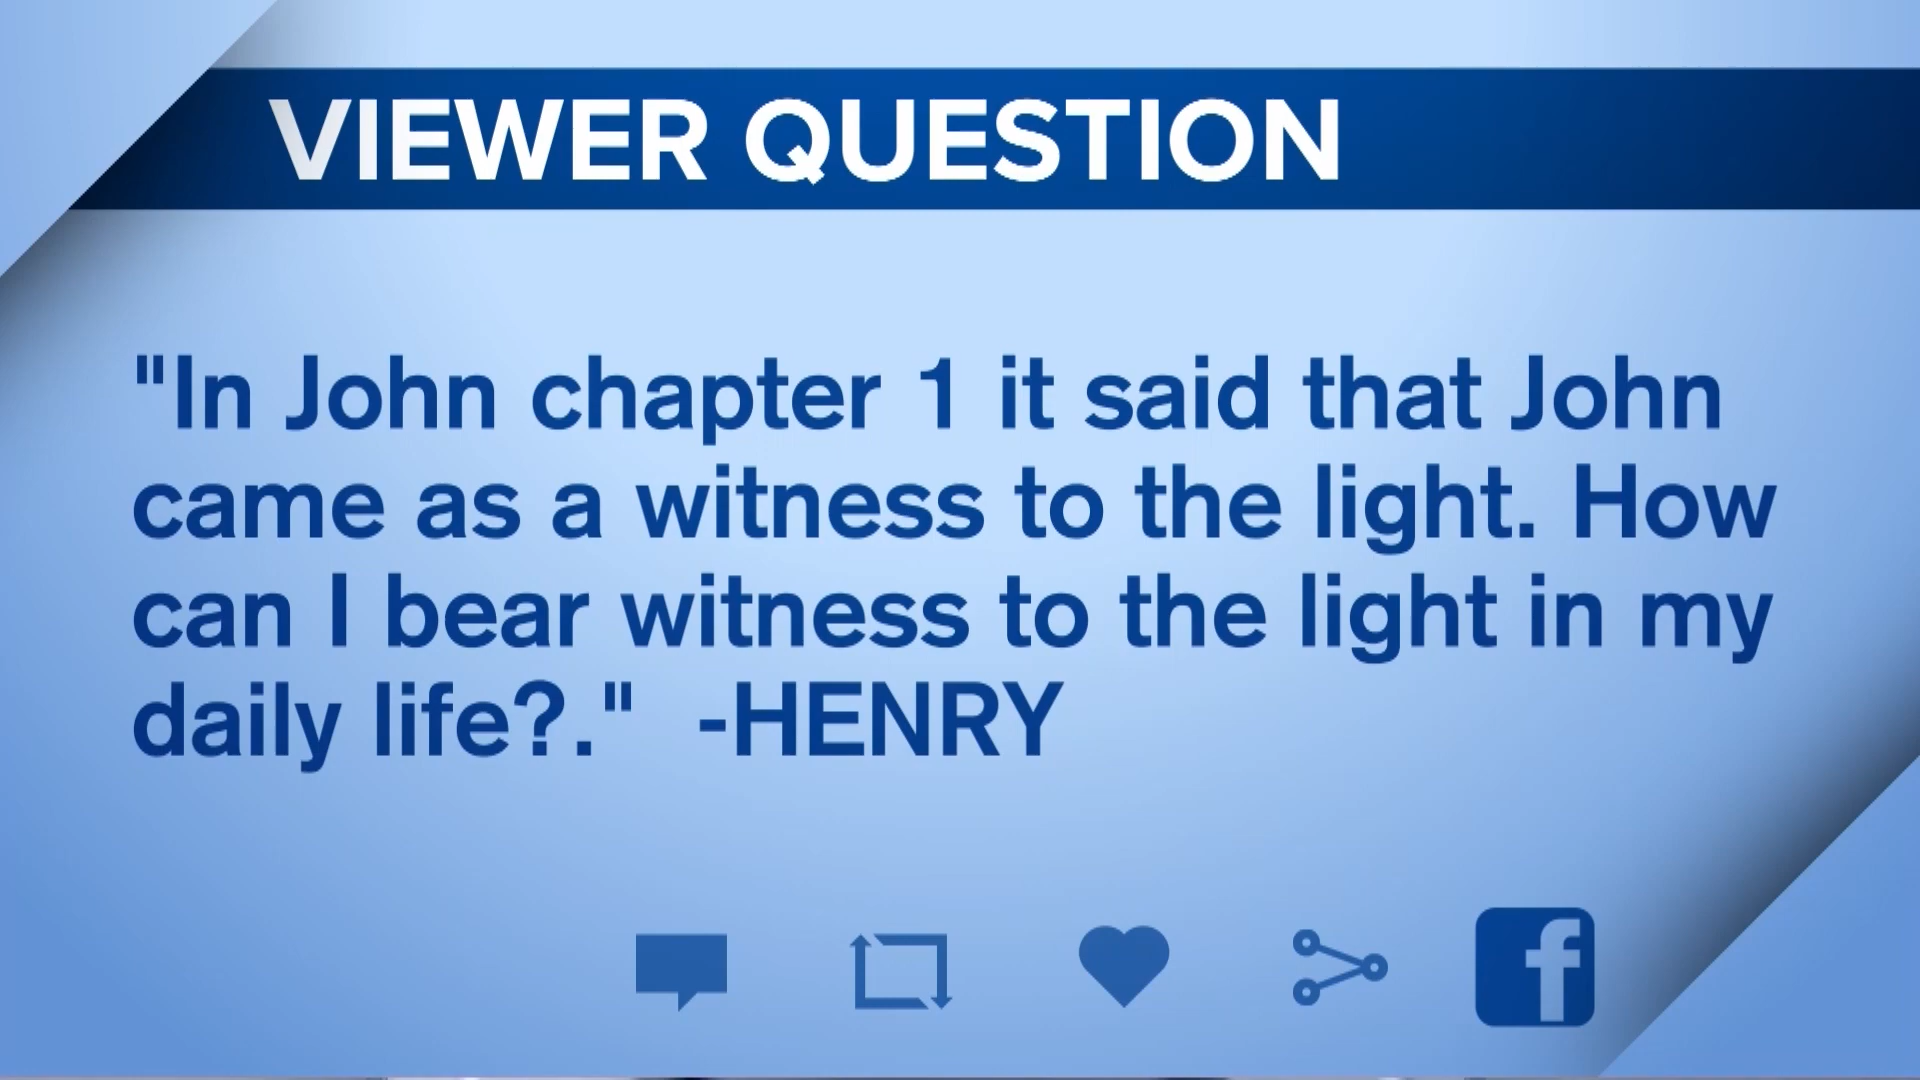 VIEWER QUESTION
"In John chapter 1 it said that John
came as a witness to the light. How
can I bear witness to the light in my
daily life?." -HENRY
f